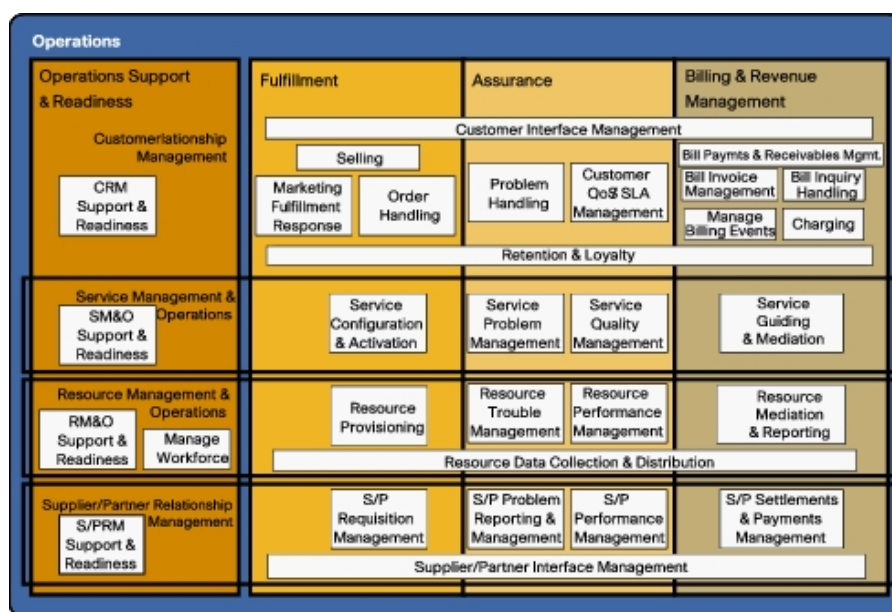 Operations
Operations Support
& Readiness
Fulfillment
Assurance
Billing & Revenue
Management
Customerlationship
Management
CRM
Support &
Readiness
Customer Interface Management
Selling
Marketing
Fulfillment
Response
Order
Handling
Problem
Handling
Customer
QoS/ SLA
Management
Bill Paymts & Receivables Mgmt.
Bill Invoice
Management
Bill Inquiry
Handling
Manage
Billing Events
Charging
Retention & Loyalty
Service Management &
Operations
SM&O
Support &
Readiness
Service
Configuration
& Activation
Service
Problem
Management
Service
Quality
Management
Service
Guiding
& Mediation
Resource Management &
Operations
RM&O
Support &
Readiness
Manage
Workforce
Resource
Provisioning
Resource
Trouble
Management
Resource
Performance
Management
Resource
Mediation
& Reporting
Resource Data Collection & Distribution
Supplier/Partner Relationship
Management
S/PRM
Support &
Readiness
S/P
Requisition
Management
S/P Problem
Reporting &
Management
S/P
Performance
Management
S/P Settlements
& Payments
Management
Supplier/Partner Interface Management